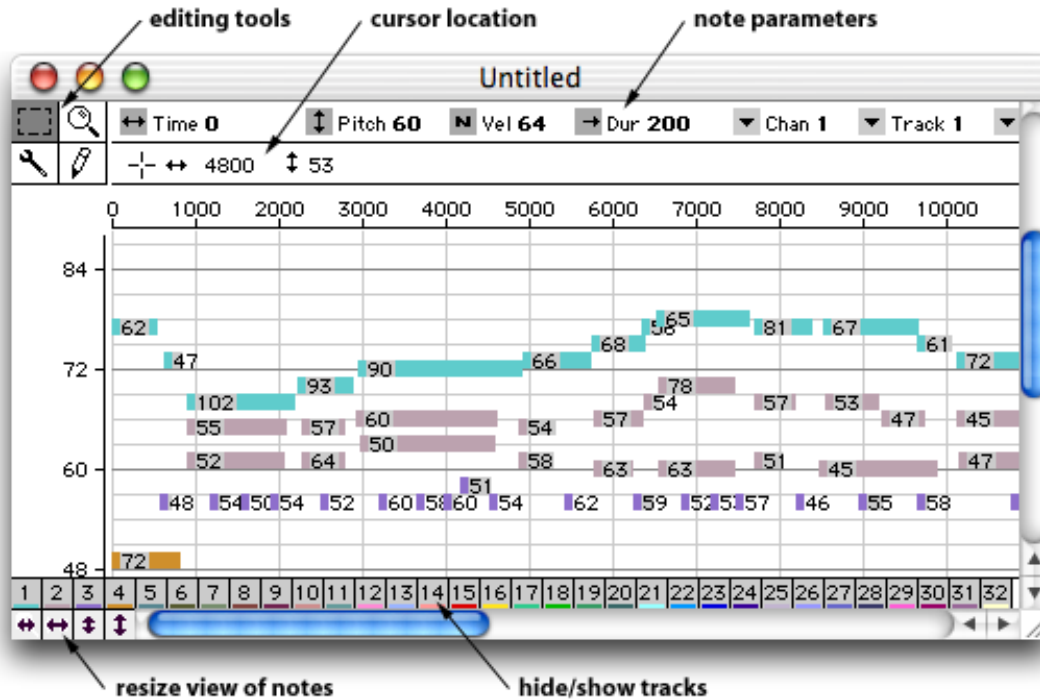 editing tools cursor location note parameters
Untitled
Time 0 Pitch 60 Vel 64 Dur 200 Chan 1 Track 1
4800 53
0 1000 2000 3000 4000 5000 6000 7000 8000 9000 10000
84
65
62 81 67
68 61
47 66 72
72 90
93 78
102 54 57 53
60 57 47 45
55 57 54
50
52 64 58 51 47
60 63 63 45
51
48 54 50 54 52 60 58 60 54 62 59 52 57 46 55 58
72
48
1 2 3 4 5 6 7 8 9 10 11 12 13 14 15 16 17 18 19 20 21 22 23 24 25 26 27 28 29 30 31 32
resize view of notes hide/show tracks